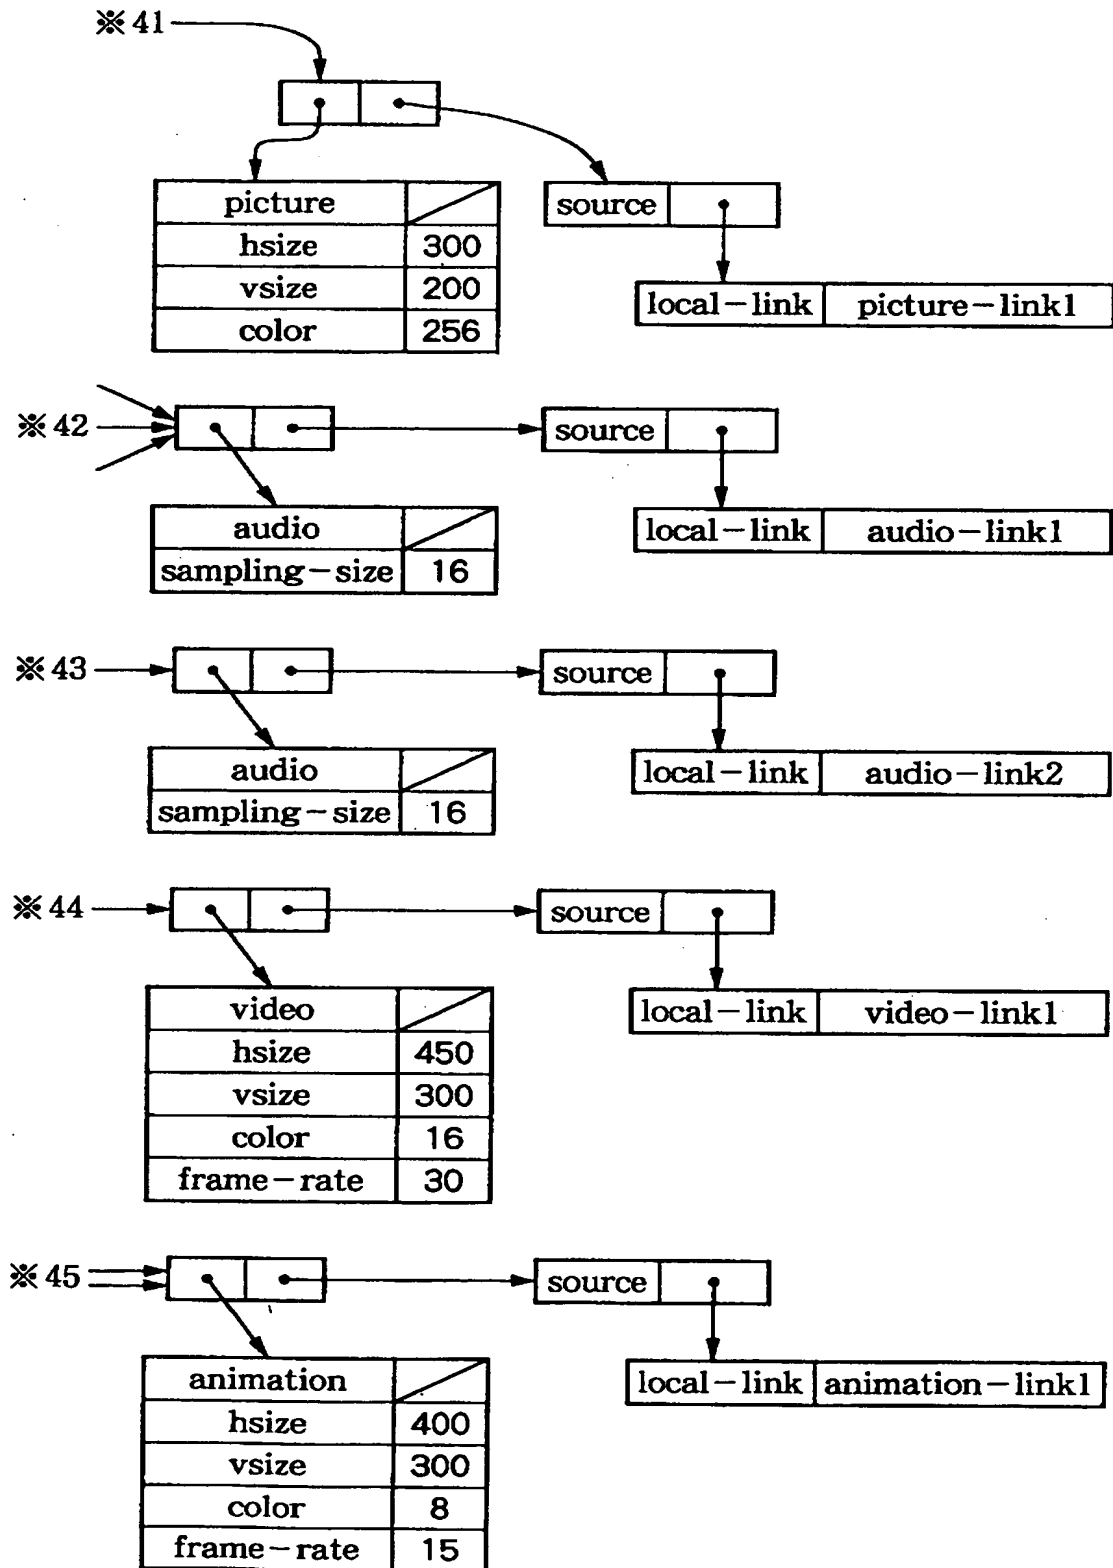 ※41
picture
hsize 300
vsize 200
color 256
source
local-link picture-link1
※42
audio
sampling-size 16
source
local-link audio-link1
※43
audio
sampling-size 16
source
local-link audio-link2
※44
video
hsize 450
vsize 300
color 16
frame-rate 30
source
local-link video-link1
※45
animation
hsize 400
vsize 300
color 8
frame-rate 15
source
local-link animation-link1